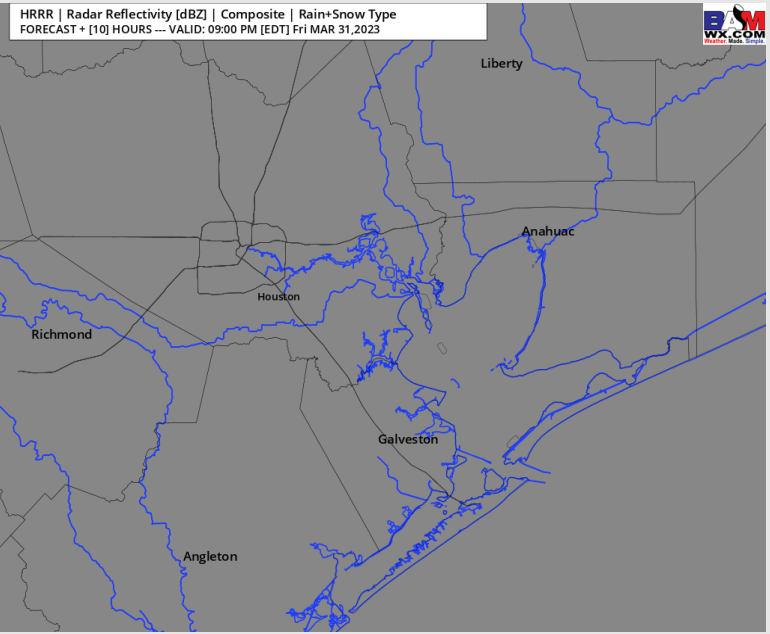 HRRR | Radar Reflectivity [dBZ] | Composite | Rain+Snow Type
FORECAST + [10] HOURS --- VALID: 09:00 PM [EDT] Fri MAR 31,2023
BAM
WX.COM
Weather. Made. Simple.
Liberty
Anahuac
Houston
Richmond
Galveston
Angleton